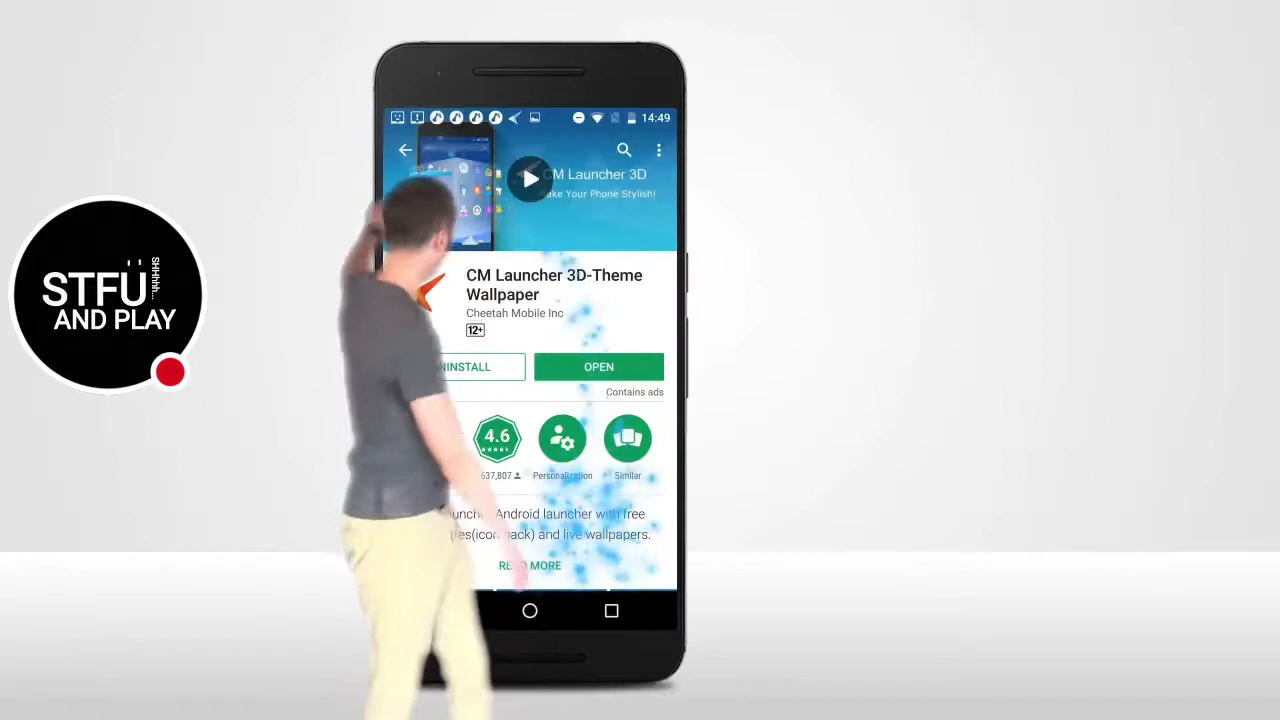 STFU
SHHhhh...
AND PLAY
14:49
CM Launcher 3D
ake Your Phone Stylish!
CM Launcher 3D-Theme
Wallpaper
Cheetah Mobile Inc
12+
NINSTALL
OPEN
Contains ads
4.6
637,807
Personalization
Similar
Android launcher with free
and live wallpapers.
MORE